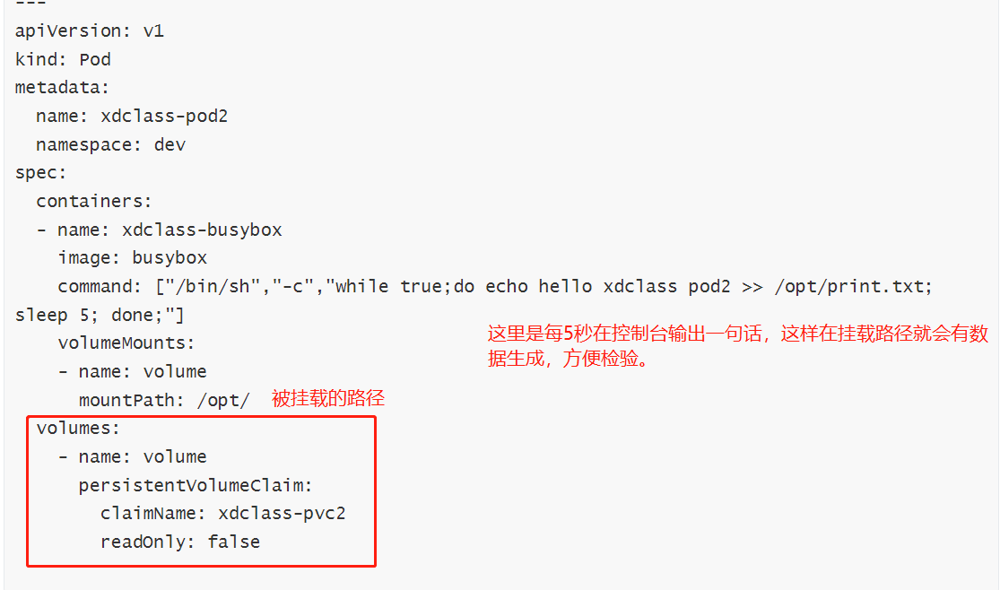 ---
apiVersion: v1
kind: Pod
metadata:
  name: xdclass-pod2
  namespace: dev
spec:
  containers:
  - name: xdclass-busybox
    image: busybox
    command: ["/bin/sh","-c","while true;do echo hello xdclass pod2 >> /opt/print.txt;
sleep 5; done;"]
这里是每5秒在控制台输出一句话，这样在挂载路径就会有数
据生成，方便检验。
    volumeMounts:
    - name: volume
      mountPath: /opt/ 被挂载的路径
  volumes:
    - name: volume
      persistentVolumeClaim:
        claimName: xdclass-pvc2
        readOnly: false